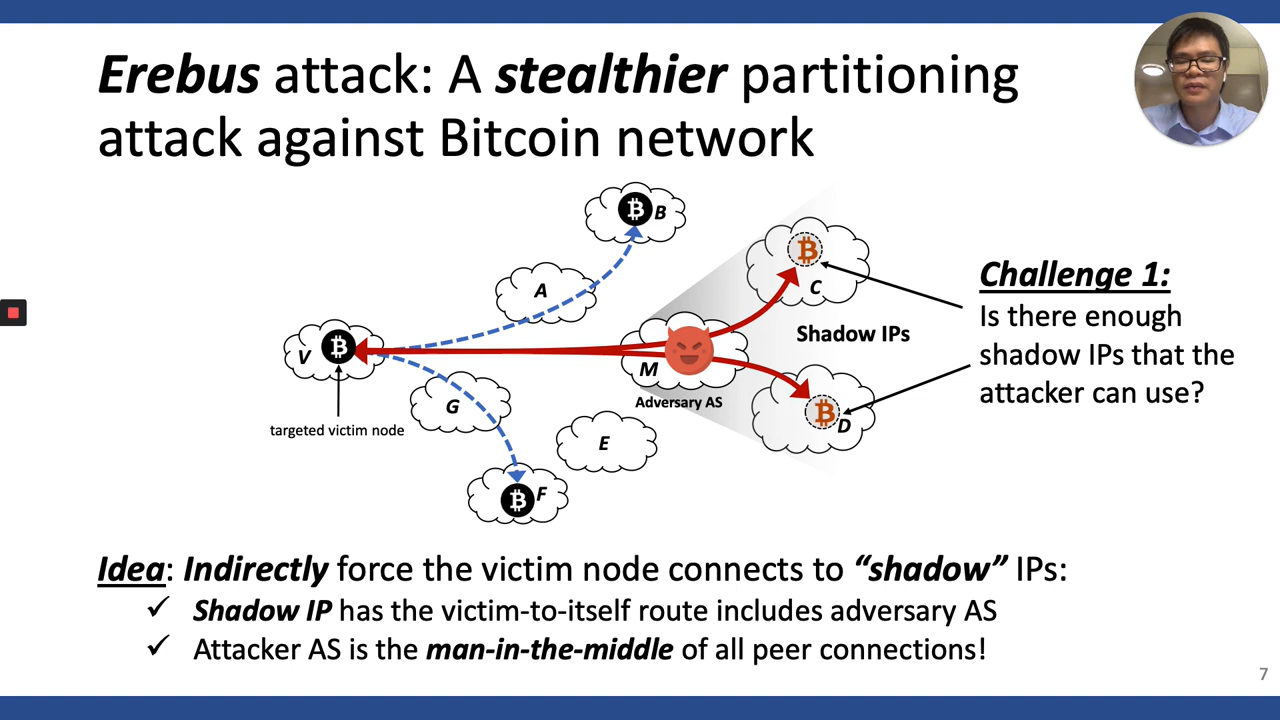 Erebus attack: A stealthier partitioning
attack against Bitcoin network
B
A
C
Shadow IPs
V
M
Adversary AS
G
D
E
targeted victim node
F
Challenge 1:
Is there enough
shadow IPs that the
attacker can use?
Idea: Indirectly force the victim node connects to “shadow” IPs:
✓ Shadow IP has the victim-to-itself route includes adversary AS
✓ Attacker AS is the man-in-the-middle of all peer connections!
7